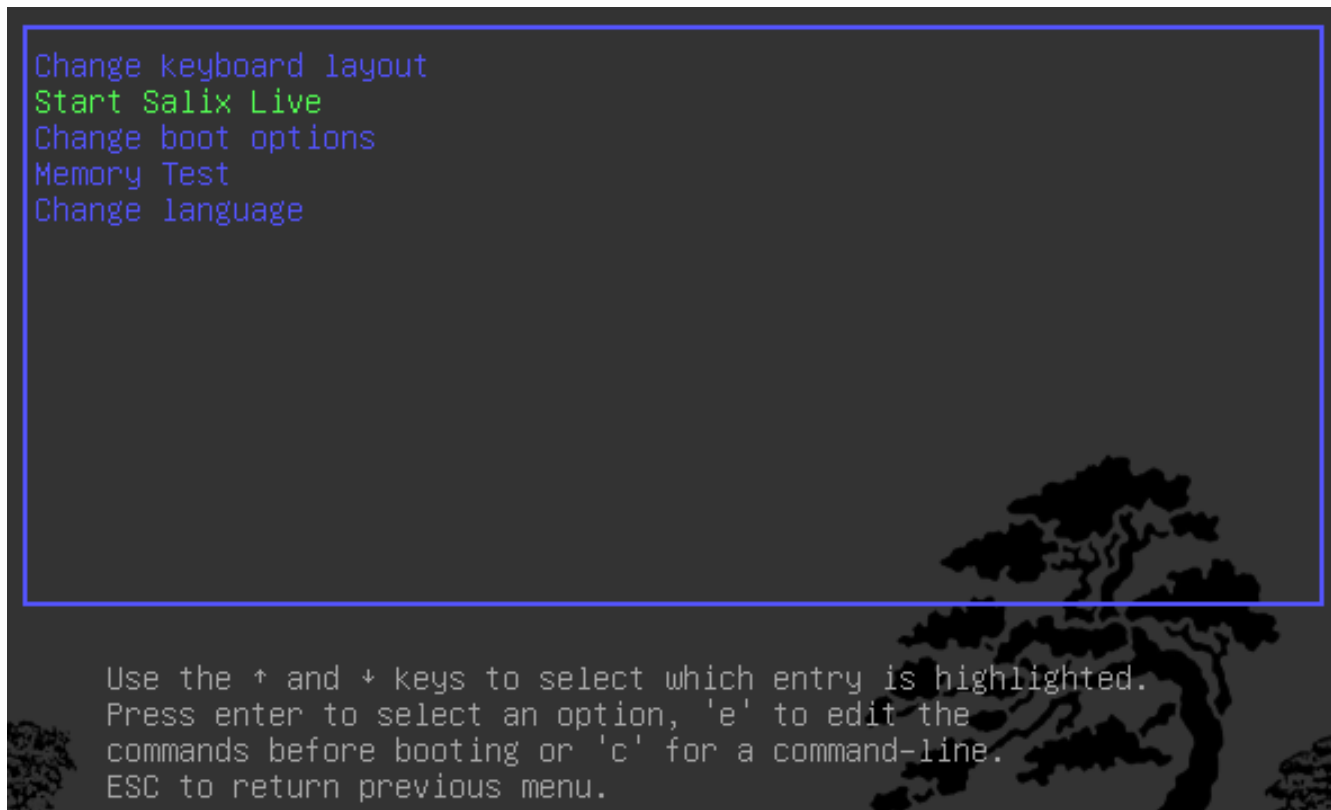 Change keyboard layout
Start Salix Live
Change boot options
Memory Test
Change language
Use the ↑ and ↓ keys to select which entry is highlighted.
Press enter to select an option, 'e' to edit the
commands before booting or 'c' for a command-line.
ESC to return previous menu.